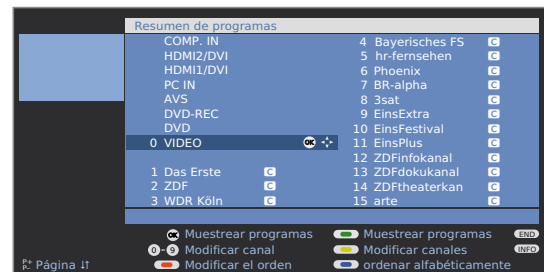 Resumen de programas
COMP. IN
HDMI2/DVI
HDMI1/DVI
PC IN
AVS
DVD-REC
DVD
0 VIDEO OK
1 Das Erste C
2 ZDF C
3 WDR Köln C
4 Bayerisches FS C
5 hr-fernsehen C
6 Phoenix C
7 BR-alpha C
8 3sat C
9 EinsExtra C
10 EinsFestival C
11 EinsPlus C
12 ZDFinfokanal C
13 ZDFdokukanal C
14 ZDFtheaterkan C
15 arte C
OK Muestrear programas
Muestrear programas END
0-9 Modificar canal
Modificar canales INFO
P+ P- Página
Modificar el orden
ordenar alfabéticamente